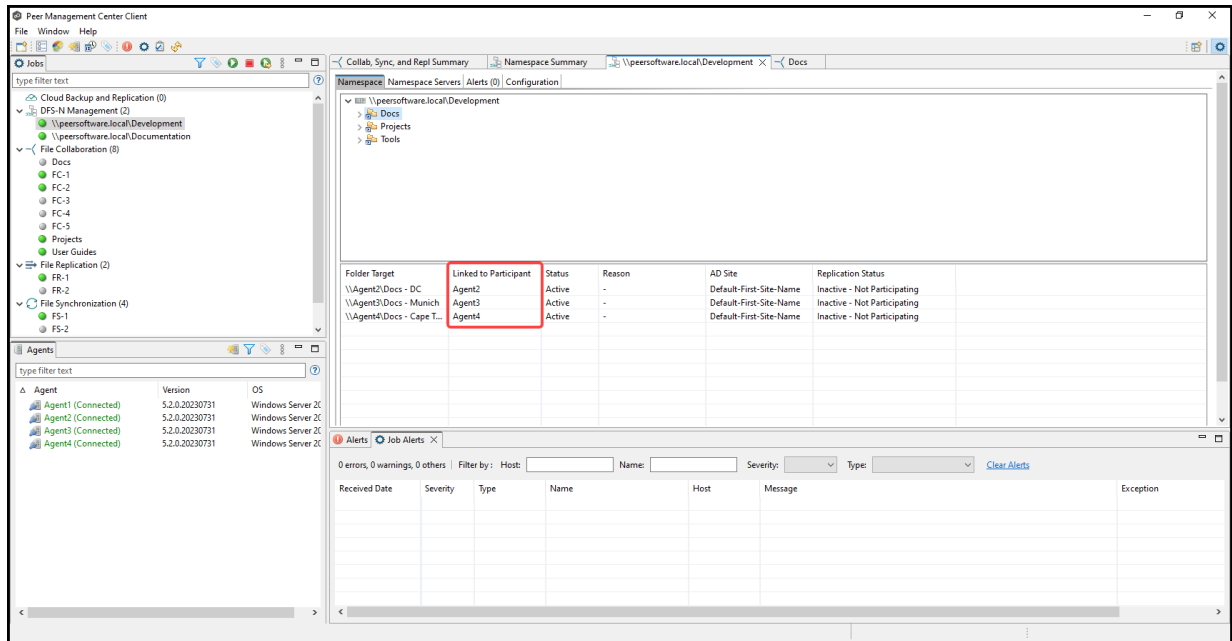 Peer Management Center Client
File Window Help
Jobs
type filter text
Cloud Backup and Replication (0)
DFS-N Management (2)
\\peersoftware.local\Development
\\peersoftware.local\Documentation
File Collaboration (8)
Docs
FC-1
FC-2
FC-3
FC-4
FC-5
Projects
User Guides
File Replication (2)
FR-1
FR-2
File Synchronization (4)
FS-1
FS-2
Agents
type filter text
Agent Version OS
Agent1 (Connected) 5.2.0.20230731 Windows Server 20
Agent2 (Connected) 5.2.0.20230731 Windows Server 20
Agent3 (Connected) 5.2.0.20230731 Windows Server 20
Agent4 (Connected) 5.2.0.20230731 Windows Server 20
Collab, Sync, and Repl Summary Namespace Summary \\peersoftware.local\Development Docs
Namespace Namespace Servers Alerts (0) Configuration
\\peersoftware.local\Development
Docs
Projects
Tools
Folder Target Linked to Participant Status Reason AD Site Replication Status
\\Agent2\Docs - DC Agent2 Active - Default-First-Site-Name Inactive - Not Participating
\\Agent3\Docs - Munich Agent3 Active - Default-First-Site-Name Inactive - Not Participating
\\Agent4\Docs - Cape T... Agent4 Active - Default-First-Site-Name Inactive - Not Participating
Alerts Job Alerts
0 errors, 0 warnings, 0 others Filter by : Host: Name: Severity: Type: Clear Alerts
Received Date Severity Type Name Host Message Exception